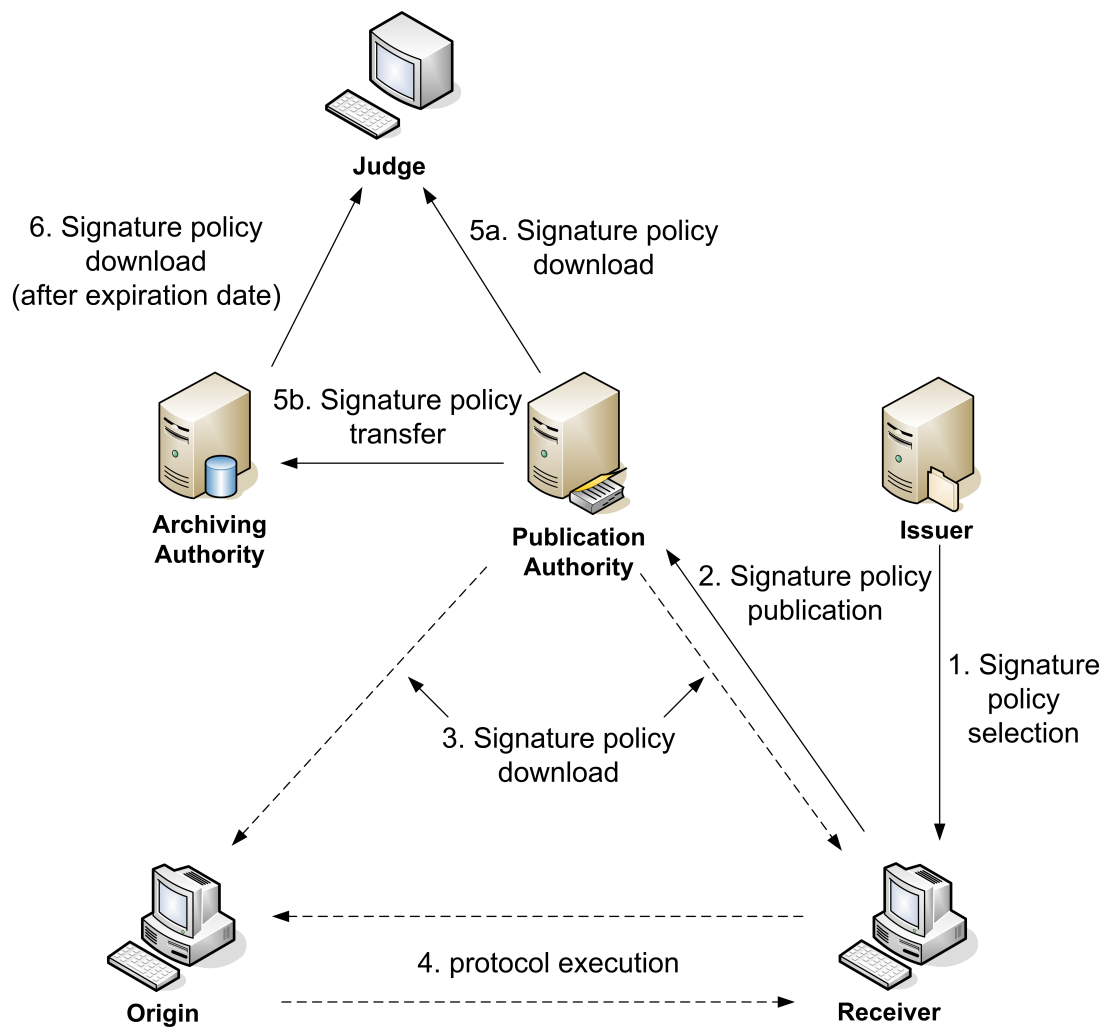 Judge
6. Signature policy
download
(after expiration date)
5a. Signature policy
download
5b. Signature policy
transfer
Archiving
Authority
Publication
Authority
Issuer
2. Signature policy
publication
1. Signature
policy
selection
3. Signature policy
download
4. protocol execution
Origin
Receiver